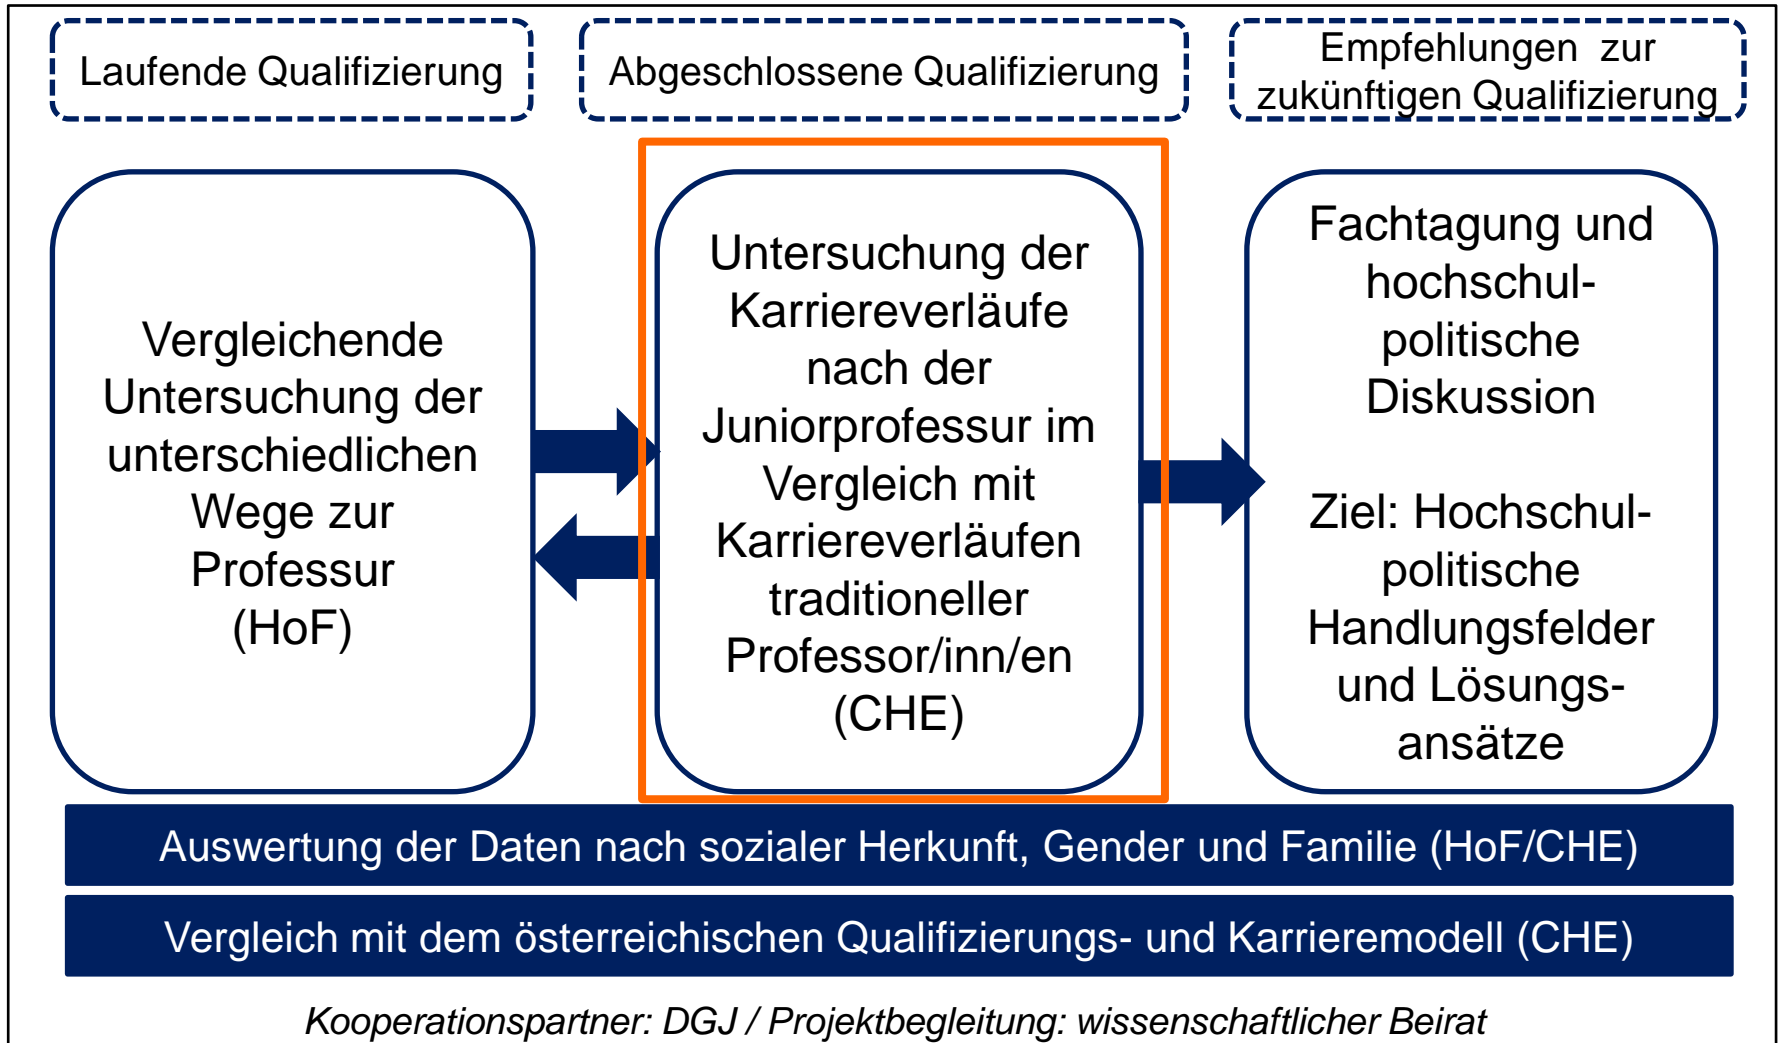 Laufende Qualifizierung
Abgeschlossene Qualifizierung
Empfehlungen zur
zukünftigen Qualifizierung
Vergleichende
Untersuchung der
unterschiedlichen
Wege zur
Professur
(HoF)
Untersuchung der
Karriereverläufe
nach der
Juniorprofessur im
Vergleich mit
Karriereverläufen
traditioneller
Professor/inn/en
(CHE)
Fachtagung und
hochschul-
politische
Diskussion
Ziel: Hochschul-
politische
Handlungsfelder
und Lösungs-
ansätze
Auswertung der Daten nach sozialer Herkunft, Gender und Familie (HoF/CHE)
Vergleich mit dem österreichischen Qualifizierungs- und Karrieremodell (CHE)
Kooperationspartner: DGJ / Projektbegleitung: wissenschaftlicher Beirat